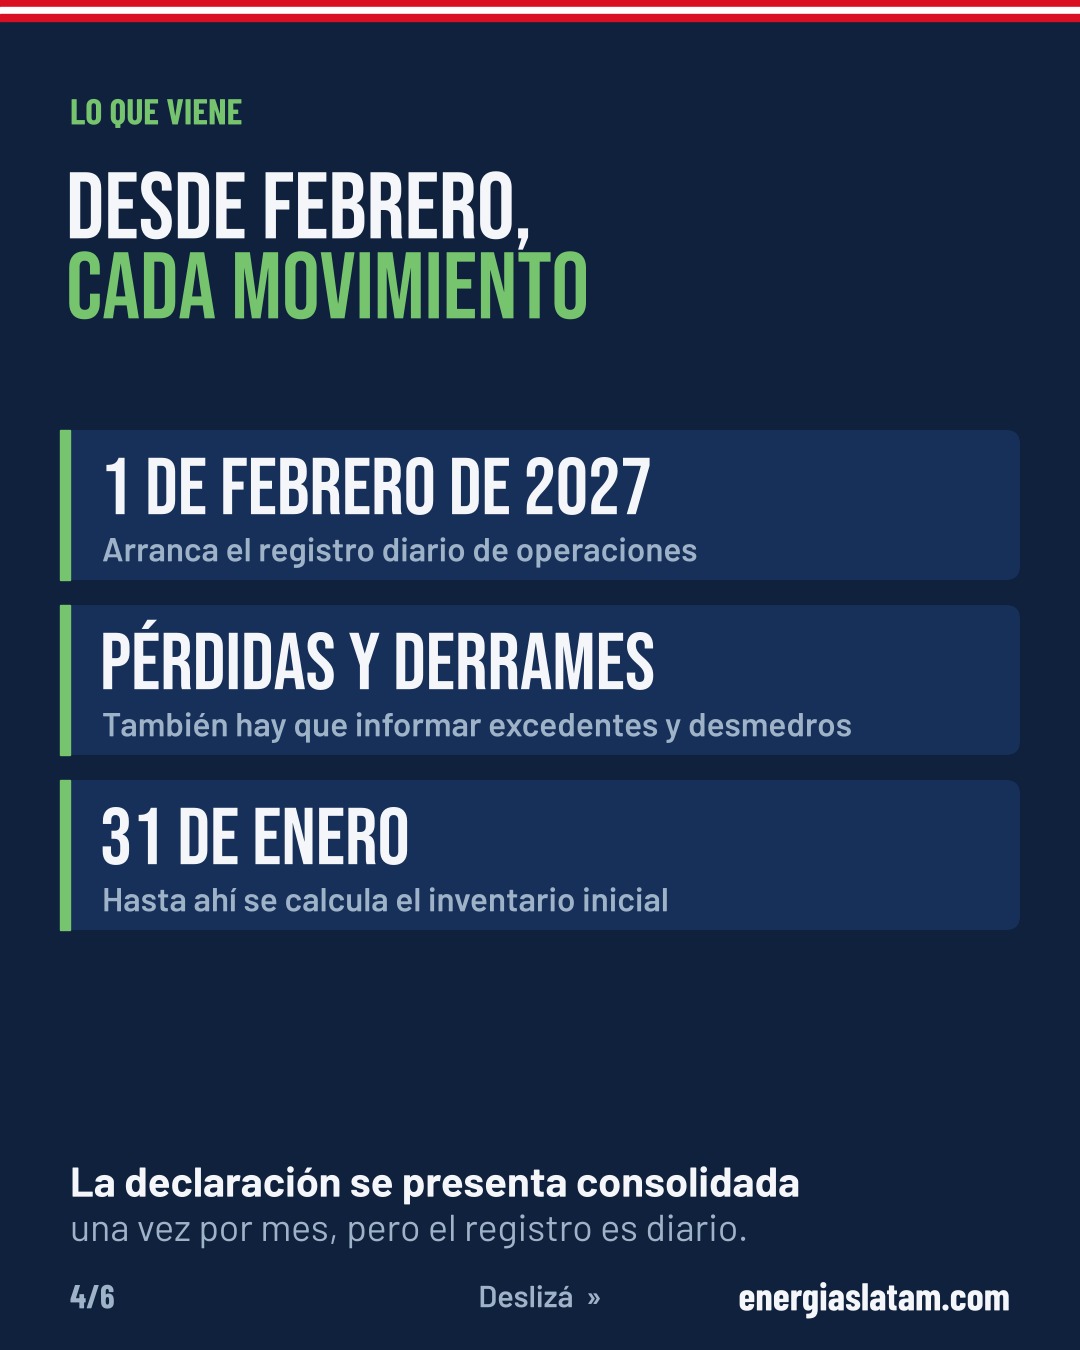 LO QUE VIENE
DESDE FEBRERO,
CADA MOVIMIENTO
1 DE FEBRERO DE 2027
Arranca el registro diario de operaciones
PÉRDIDAS Y DERRAMES
También hay que informar excedentes y desmedros
31 DE ENERO
Hasta ahí se calcula el inventario inicial
La declaración se presenta consolidada
una vez por mes, pero el registro es diario.
4/6
Deslizá »
energiaslatam.com